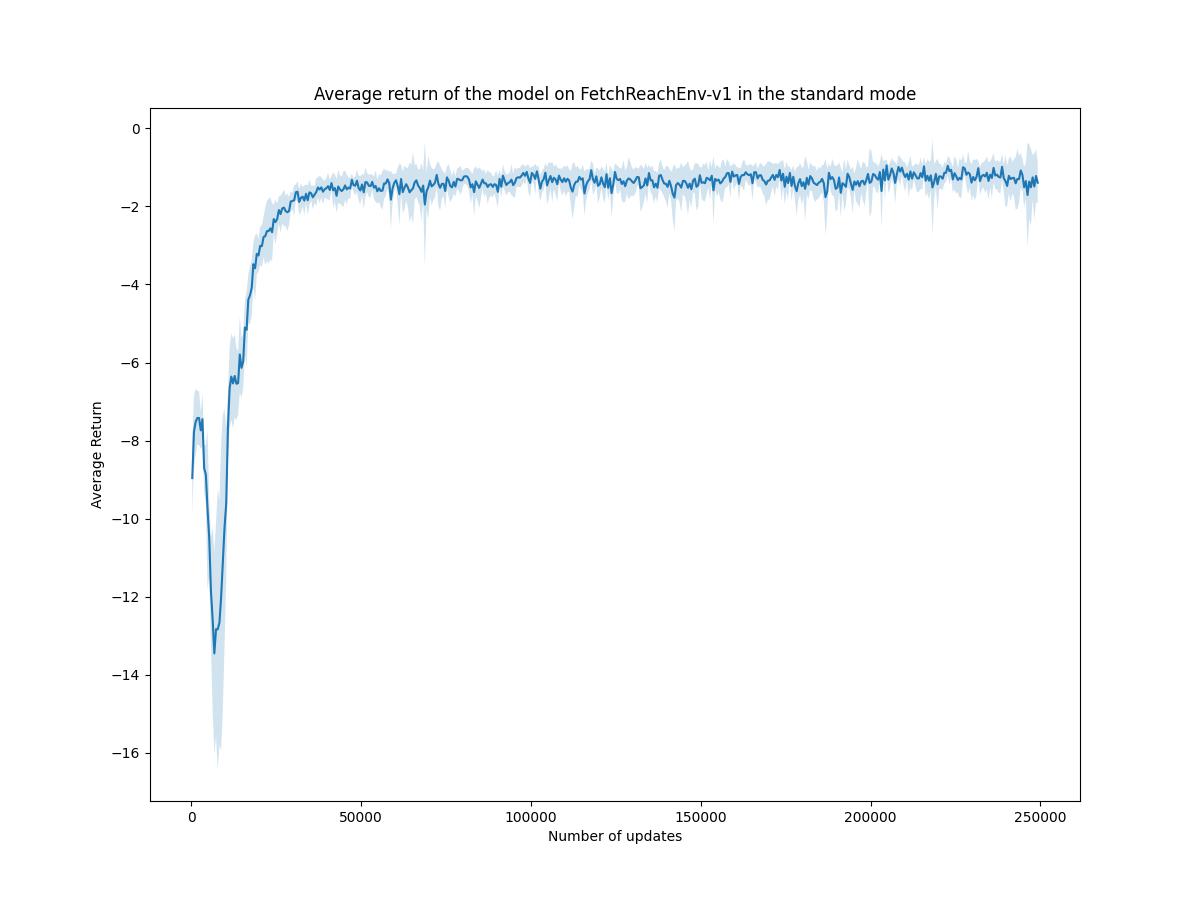 Average return of the model on FetchReachEnv-v1 in the standard mode
0
−2
−4
−6
−8
−10
−12
−14
−16
Average Return
0 50000 100000 150000 200000 250000
Number of updates